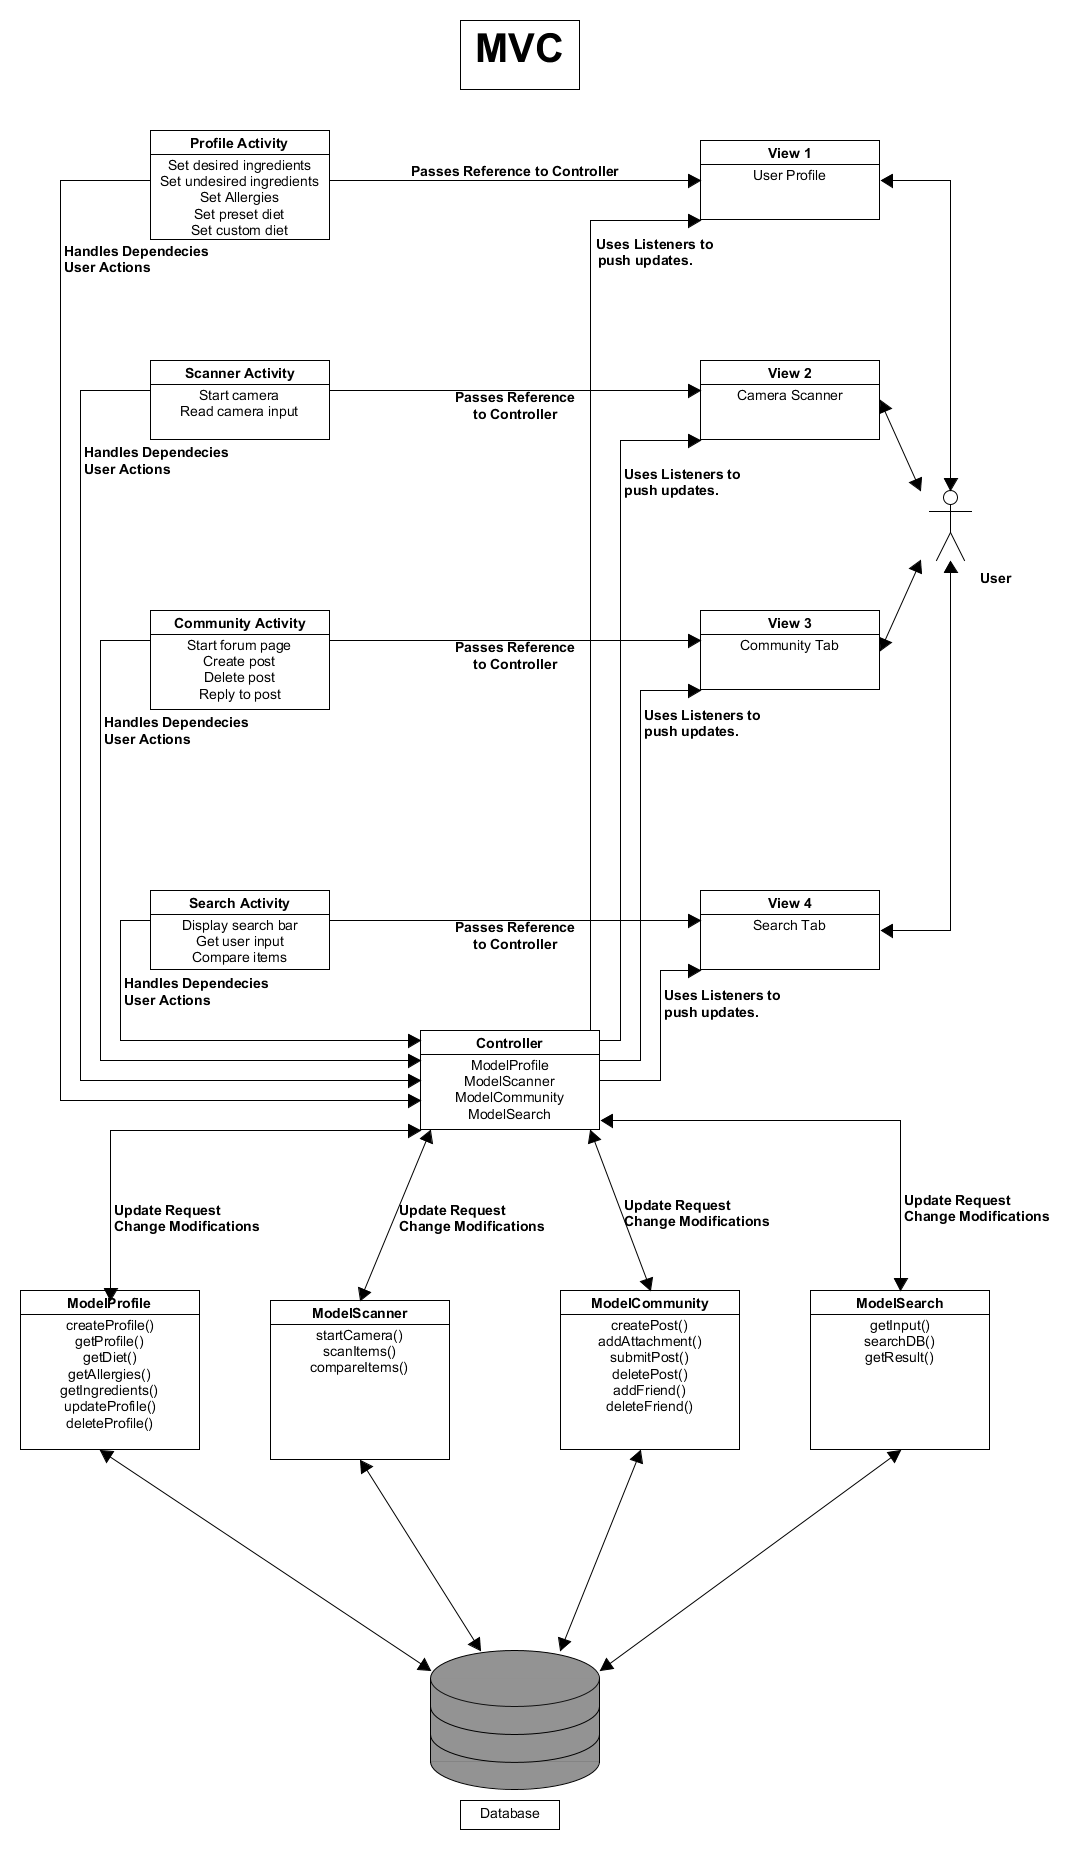 MVC
Profile Activity
Set desired ingredients
Set undesired ingredients
Set Allergies
Set preset diet
Set custom diet
Passes Reference to Controller
View 1
User Profile
Handles Dependecies
User Actions
Uses Listeners to
push updates.
Scanner Activity
Start camera
Read camera input
Passes Reference
to Controller
View 2
Camera Scanner
Handles Dependecies
User Actions
Uses Listeners to
push updates.
User
Community Activity
Start forum page
Create post
Delete post
Reply to post
Passes Reference
to Controller
View 3
Community Tab
Handles Dependecies
User Actions
Uses Listeners to
push updates.
Search Activity
Display search bar
Get user input
Compare items
Passes Reference
to Controller
View 4
Search Tab
Handles Dependecies
User Actions
Uses Listeners to
push updates.
Controller
ModelProfile
ModelScanner
ModelCommunity
ModelSearch
Update Request
Change Modifications
Update Request
Change Modifications
Update Request
Change Modifications
Update Request
Change Modifications
ModelProfile
createProfile()
getProfile()
getDiet()
getAllergies()
getIngredients()
updateProfile()
deleteProfile()
ModelScanner
startCamera()
scanItems()
compareItems()
ModelCommunity
createPost()
addAttachment()
submitPost()
deletePost()
addFriend()
deleteFriend()
ModelSearch
getInput()
searchDB()
getResult()
Database